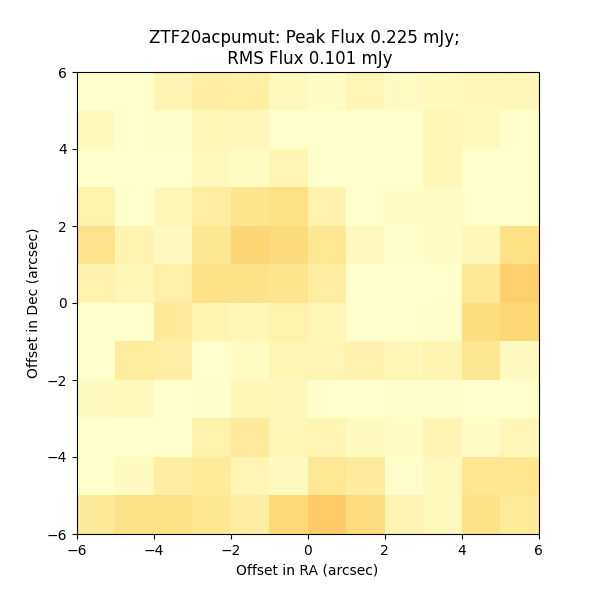 ZTF20acpumut: Peak Flux 0.225 mJy;
RMS Flux 0.101 mJy
6
4
2
0
−2
−4
−6
Offset in Dec (arcsec)
−6 −4 −2 0 2 4 6
Offset in RA (arcsec)